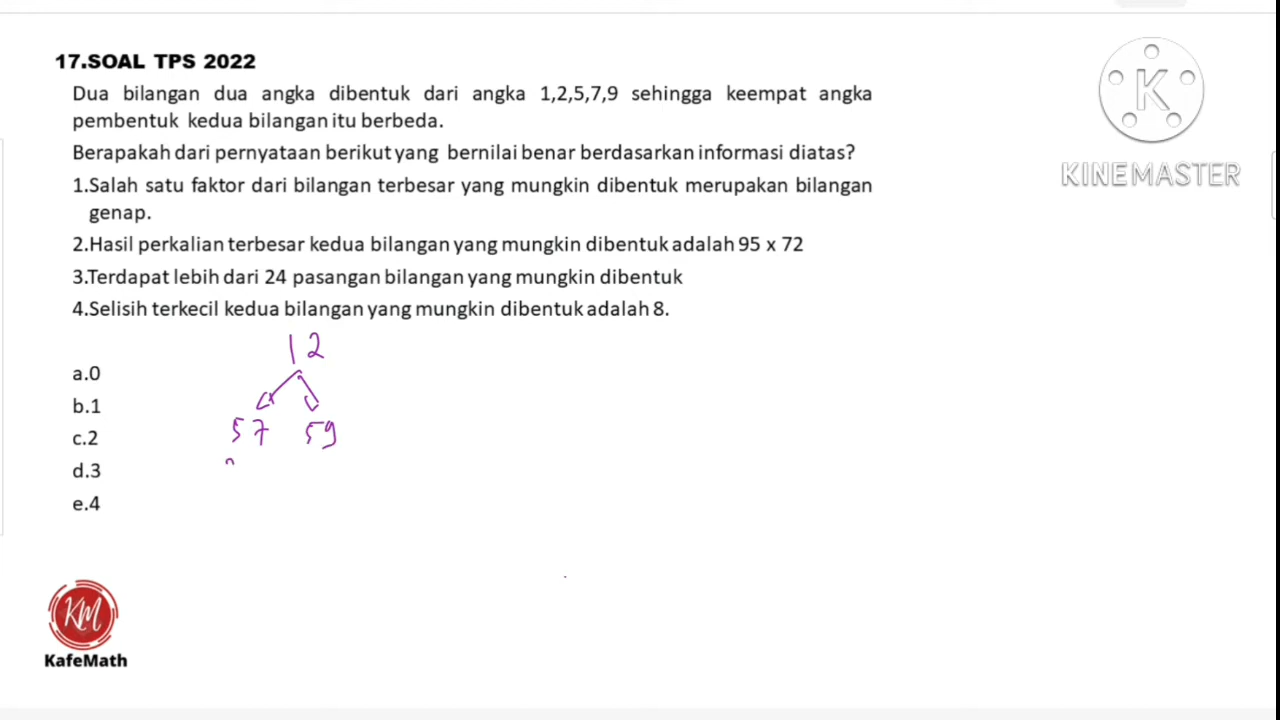 17.SOAL TPS 2022
Dua bilangan dua angka dibentuk dari angka 1,2,5,7,9 sehingga keempat angka
pembentuk kedua bilangan itu berbeda.
Berapakah dari pernyataan berikut yang bernilai benar berdasarkan informasi diatas?
1.Salah satu faktor dari bilangan terbesar yang mungkin dibentuk merupakan bilangan
genap.
2.Hasil perkalian terbesar kedua bilangan yang mungkin dibentuk adalah 95 x 72
3.Terdapat lebih dari 24 pasangan bilangan yang mungkin dibentuk
4.Selisih terkecil kedua bilangan yang mungkin dibentuk adalah 8.
12
a.0
b.1
57 59
c.2
d.3
e.4
K
KINEMASTER
KM
KafeMath